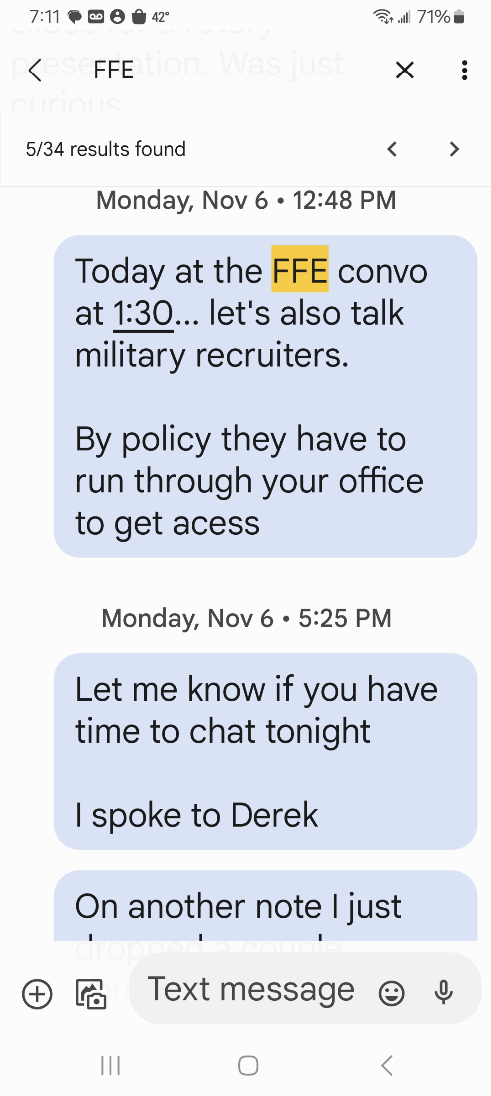 7:11 42° 71%
slides for a rotary
presentation. Was just
curious
FFE
5/34 results found
Monday, Nov 6 • 12:48 PM
Today at the FFE convo
at 1:30... let's also talk
military recruiters.
By policy they have to
run through your office
to get acess
Monday, Nov 6 • 5:25 PM
Let me know if you have
time to chat tonight
I spoke to Derek
On another note I just
dropped a couple
Text message